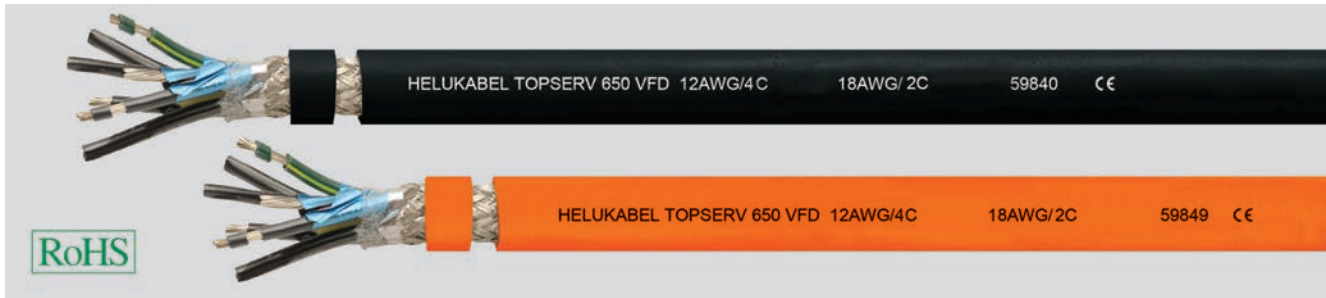 HELUKABEL TOPSERV 650 VFD 12AWG/4C 18AWG/2C 59840 CE
HELUKABEL TOPSERV 650 VFD 12AWG/4C 18AWG/2C 59849 CE
RoHS